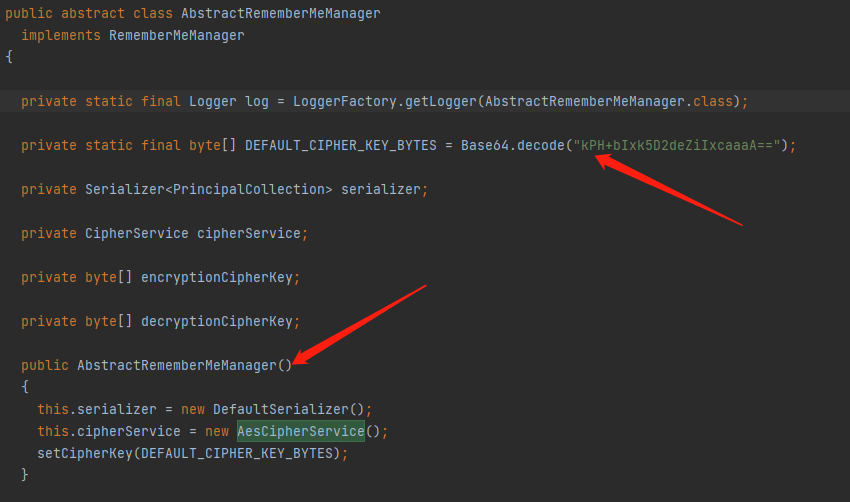 public abstract class AbstractRememberMeManager
implements RememberMeManager
{
private static final Logger log = LoggerFactory.getLogger(AbstractRememberMeManager.class);
private static final byte[] DEFAULT_CIPHER_KEY_BYTES = Base64.decode("kPH+bIxk5D2deZiIxcaaaA==");
private Serializer<PrincipalCollection> serializer;
private CipherService cipherService;
private byte[] encryptionCipherKey;
private byte[] decryptionCipherKey;
public AbstractRememberMeManager()
{
this.serializer = new DefaultSerializer();
this.cipherService = new AesCipherService();
setCipherKey(DEFAULT_CIPHER_KEY_BYTES);
}